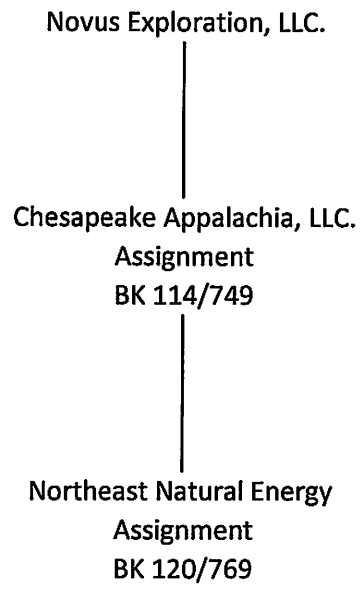 Novus Exploration, LLC.
Chesapeake Appalachia, LLC.
Assignment
BK 114/749
Northeast Natural Energy
Assignment
BK 120/769